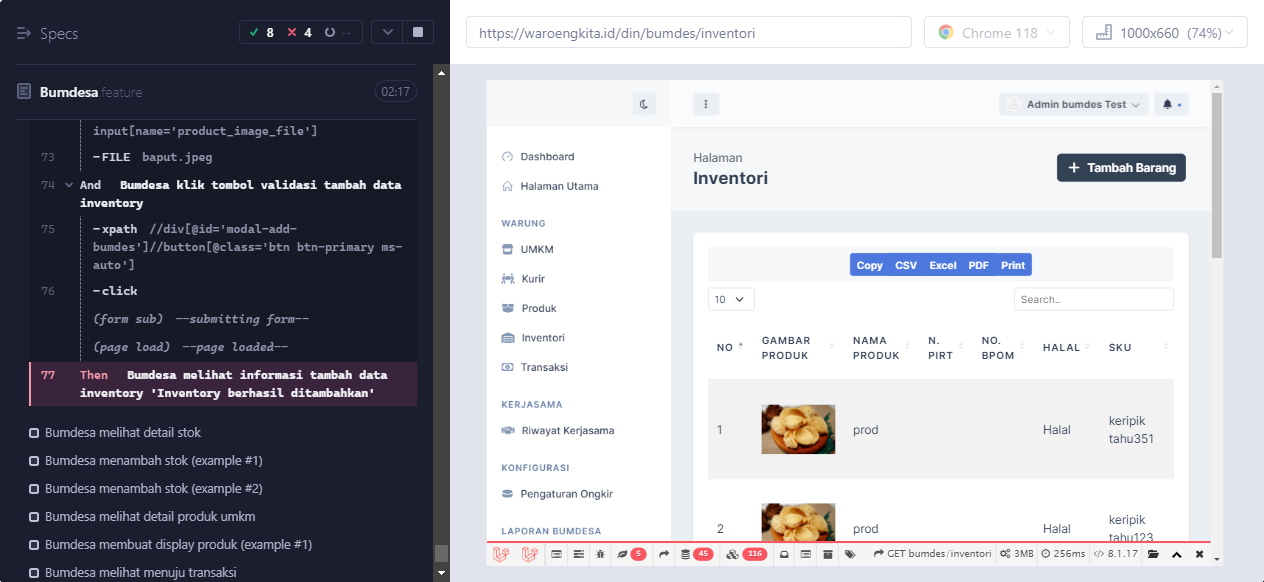 Specs
8 4 --
Bumdesa.feature
02:17
input[name='product_image_file']
73 -FILE baput.jpeg
74 And Bumdesa klik tombol validasi tambah data
inventory
75 -xpath //div[@id='modal-add-
bumdes']//button[@class='btn btn-primary ms-
auto']
76 -click
(form sub) --submitting form--
(page load) --page loaded--
77 Then Bumdesa melihat informasi tambah data
inventory 'Inventory berhasil ditambahkan'
Bumdesa melihat detail stok
Bumdesa menambah stok (example #1)
Bumdesa menambah stok (example #2)
Bumdesa melihat detail produk umkm
Bumdesa membuat display produk (example #1)
Bumdesa melihat menuju transaksi
https://waroengkita.id/din/bumdes/inventori
Chrome 118
1000x660 (74%)
Admin bumdes Test
Dashboard
Halaman Utama
WARUNG
UMKM
Kurir
Produk
Inventori
Transaksi
KERJASAMA
Riwayat Kerjasama
KONFIGURASI
Pengaturan Ongkir
LAPORAN BUMDESA
Halaman
Inventori
+ Tambah Barang
Copy CSV Excel PDF Print
10
Search..
NO GAMBAR PRODUK NAMA PRODUK N. PIRT NO. BPOM HALAL SKU
1 prod Halal keripik tahu351
2 prod Halal keripik tahu123
5 45 116 GET bumdes/inventori 3MB 256ms 8.1.17